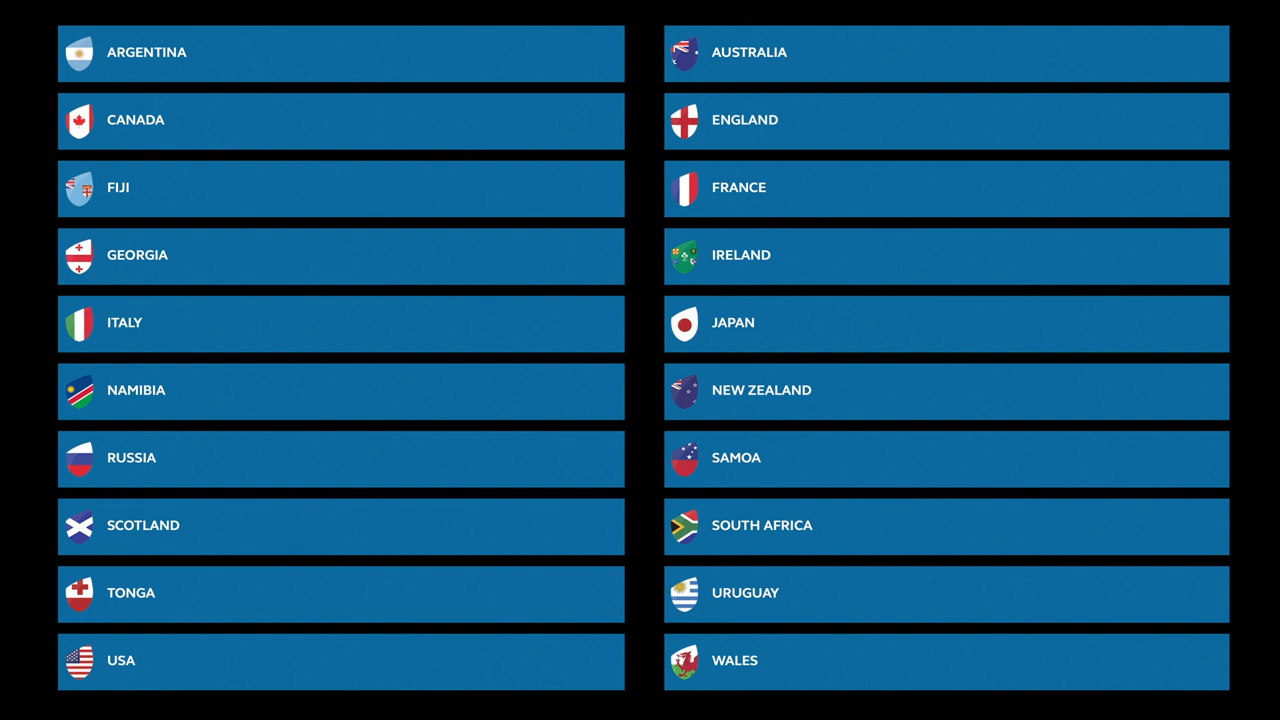 ARGENTINA
AUSTRALIA
CANADA
ENGLAND
FIJI
FRANCE
GEORGIA
IRELAND
ITALY
JAPAN
NAMIBIA
NEW ZEALAND
RUSSIA
SAMOA
SCOTLAND
SOUTH AFRICA
TONGA
URUGUAY
USA
WALES